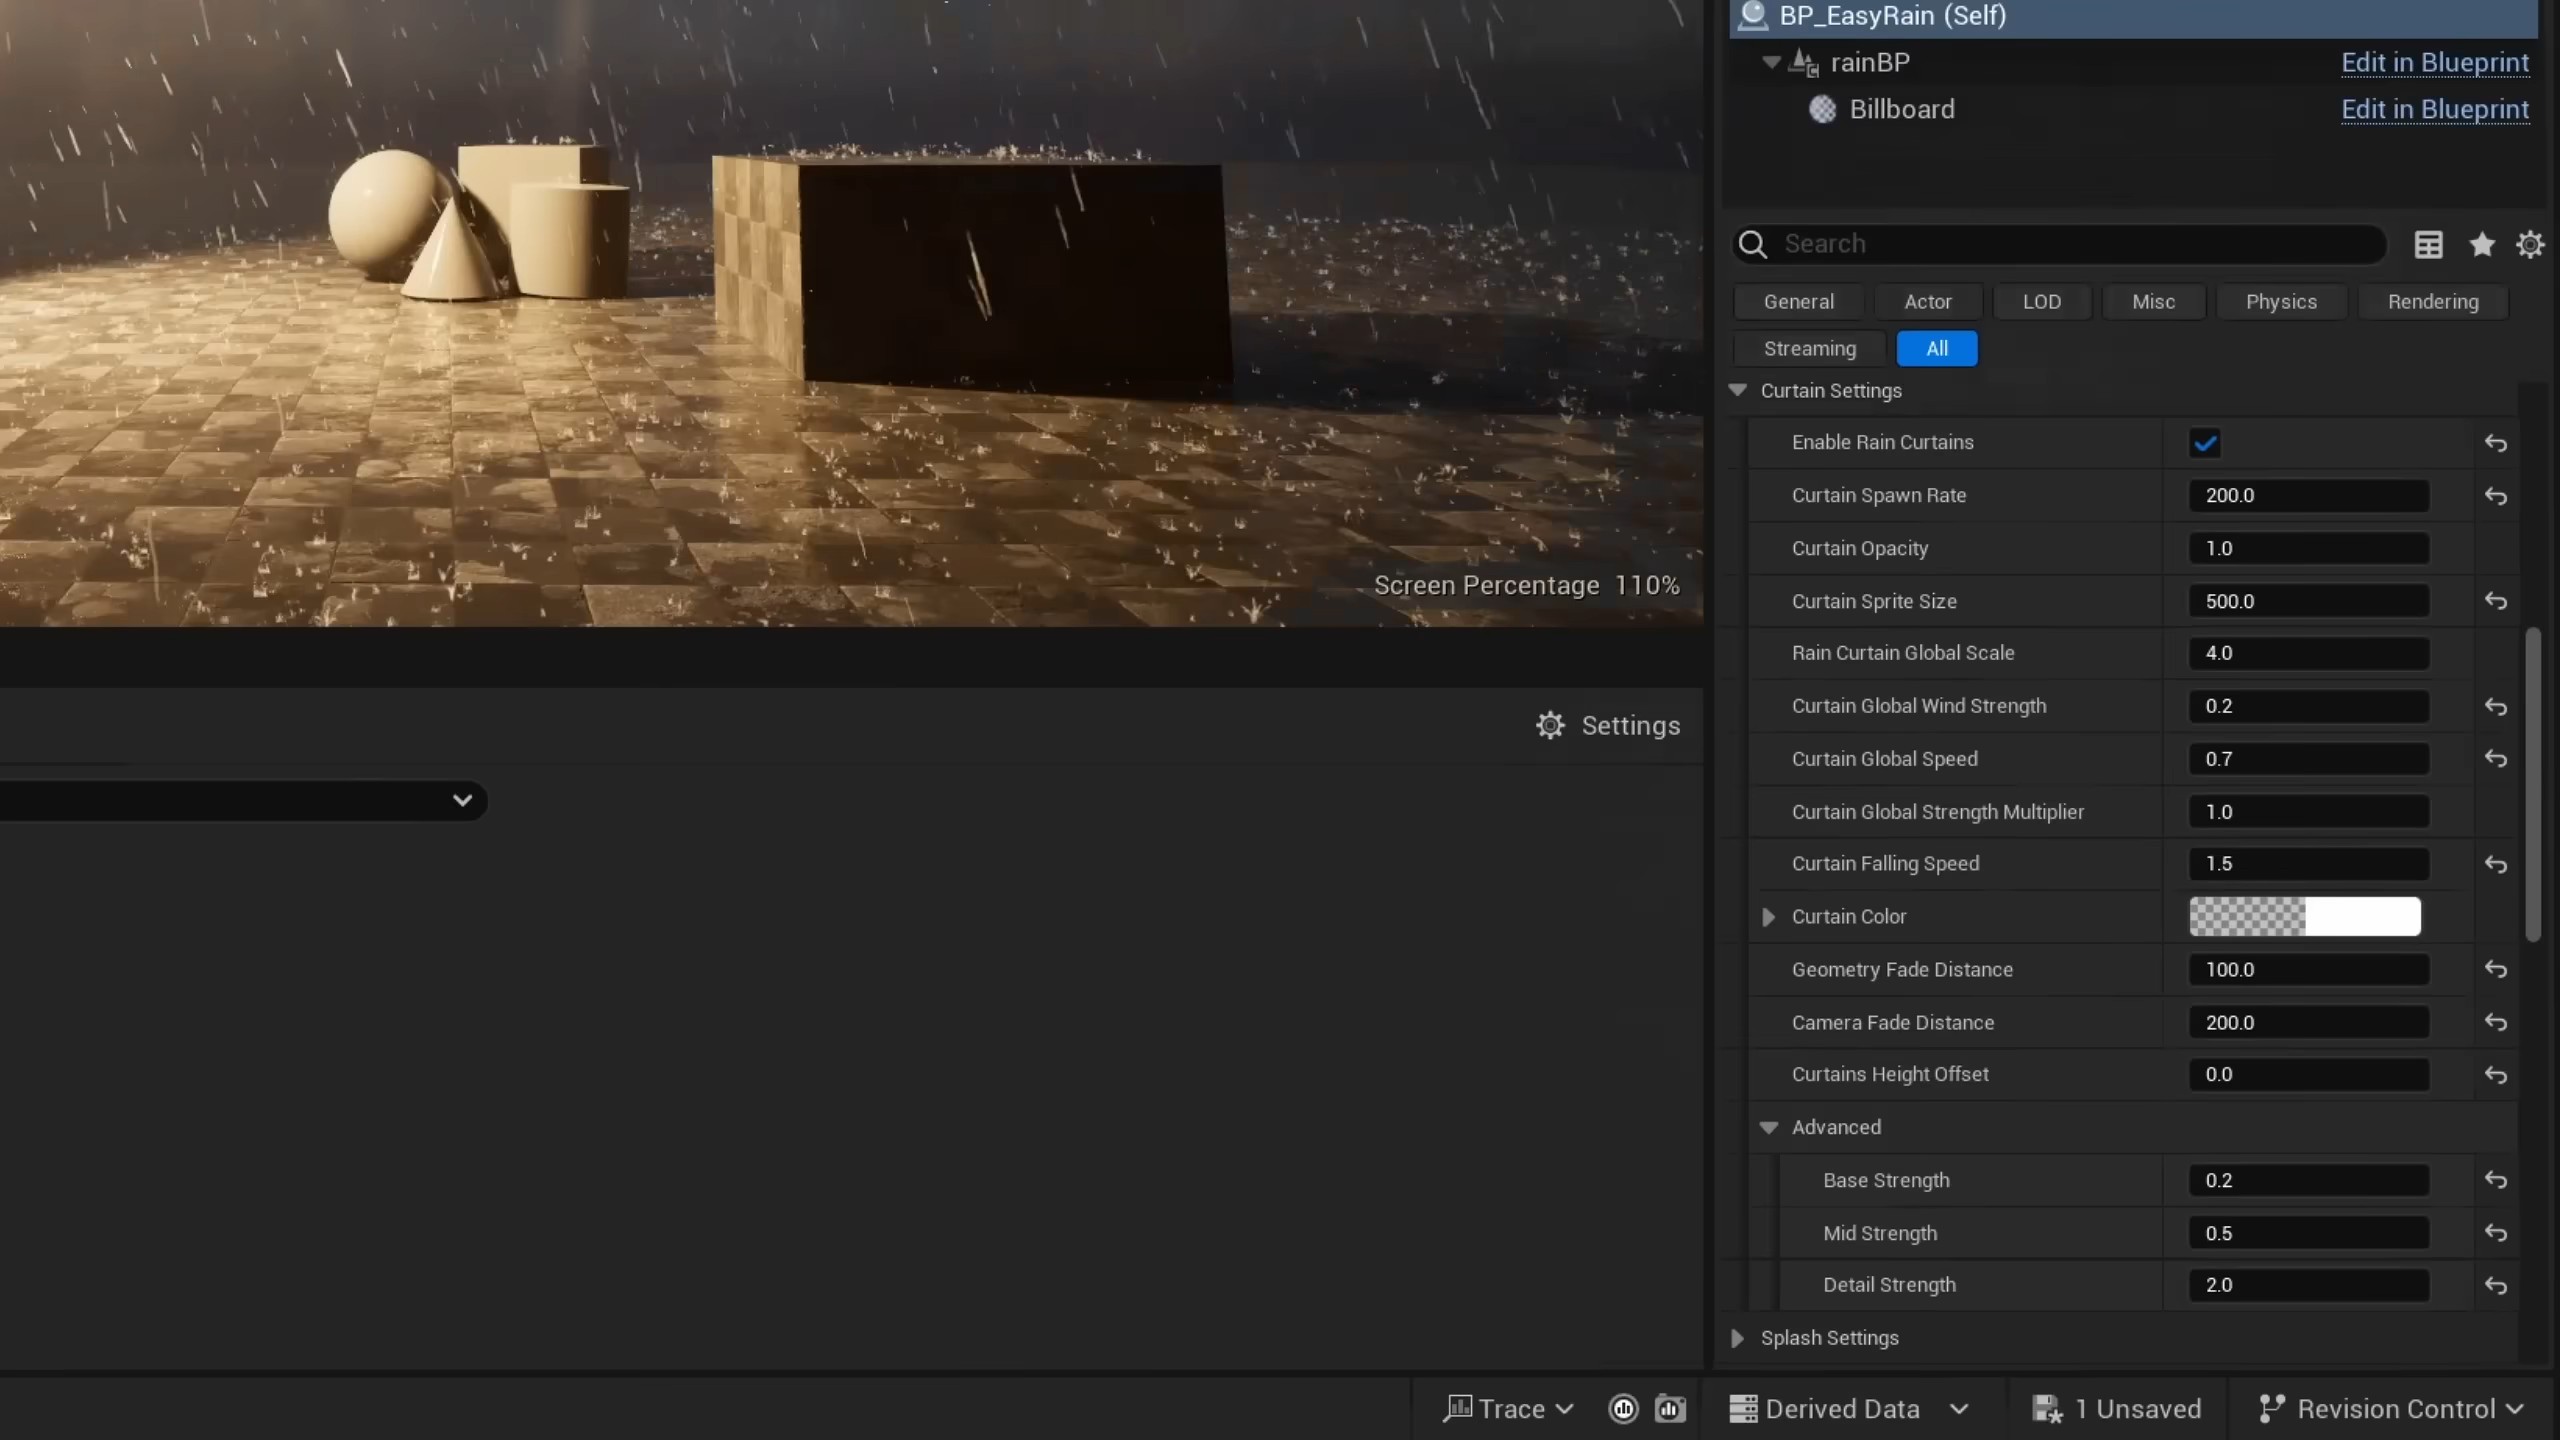 BP_EasyRain (Self)
rainBP Edit in Blueprint
Billboard Edit in Blueprint
Search
General Actor LOD Misc Physics Rendering
Streaming All
Curtain Settings
Enable Rain Curtains
Curtain Spawn Rate 200.0
Curtain Opacity 1.0
Curtain Sprite Size 500.0
Rain Curtain Global Scale 4.0
Curtain Global Wind Strength 0.2
Curtain Global Speed 0.7
Curtain Global Strength Multiplier 1.0
Curtain Falling Speed 1.5
Curtain Color
Geometry Fade Distance 100.0
Camera Fade Distance 200.0
Curtains Height Offset 0.0
Advanced
Base Strength 0.2
Mid Strength 0.5
Detail Strength 2.0
Splash Settings
Screen Percentage 110%
Settings
Trace Derived Data 1 Unsaved Revision Control